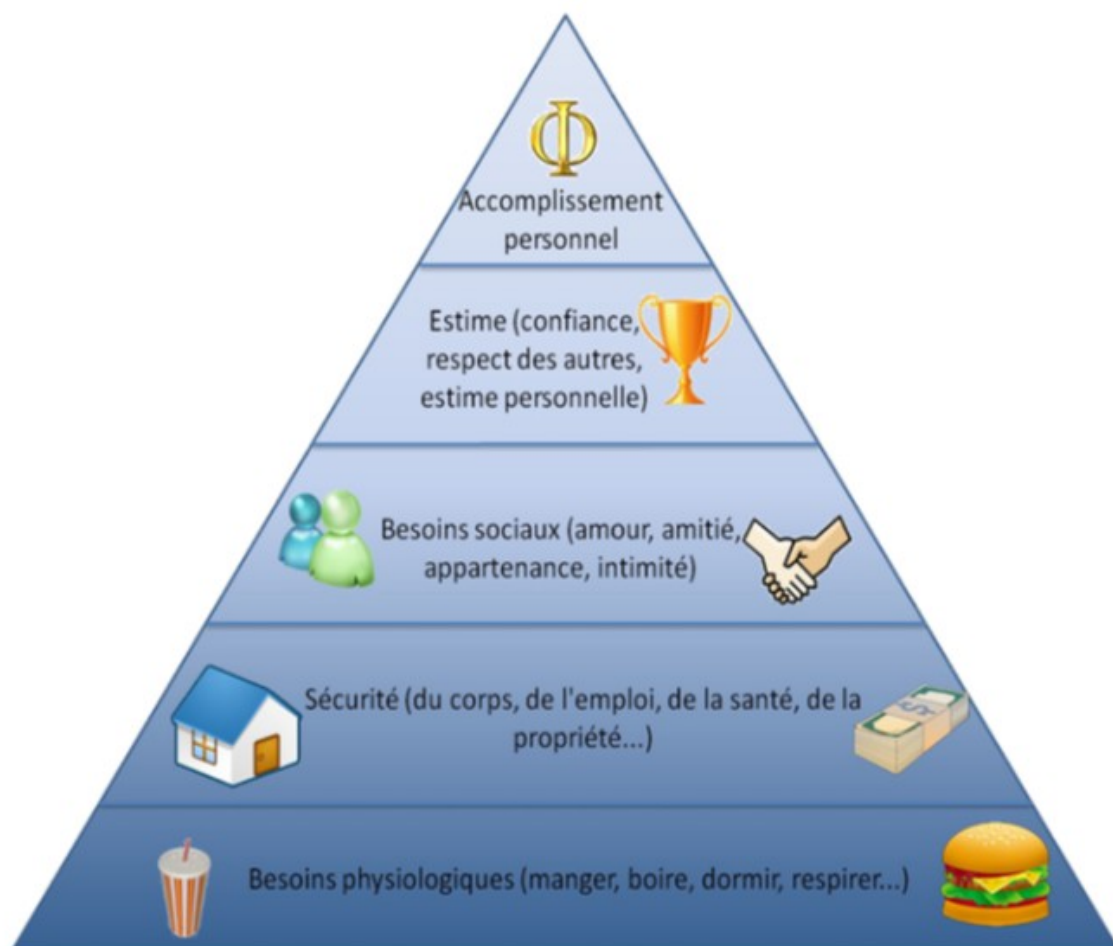 Φ
Accomplissement
personnel
Estime (confiance,
respect des autres,
estime personnelle)
Besoins sociaux (amour, amitié,
appartenance, intimité)
Sécurité (du corps, de l'emploi, de la santé, de la
propriété...)
Besoins physiologiques (manger, boire, dormir, respirer...)